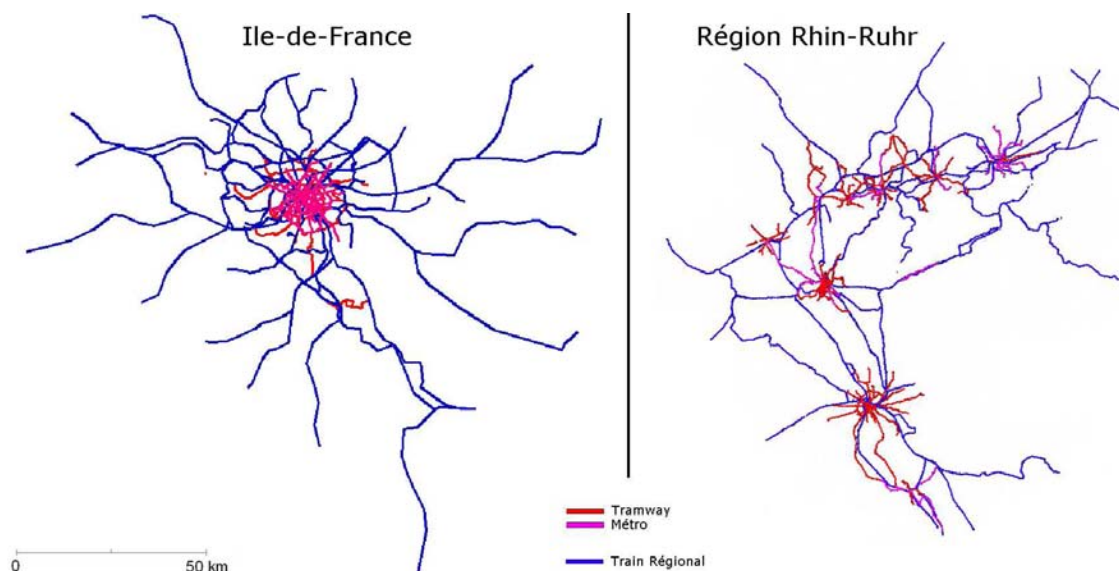 Ile-de-France
Région Rhin-Ruhr
Tramway
Métro
Train Régional
0 50 km